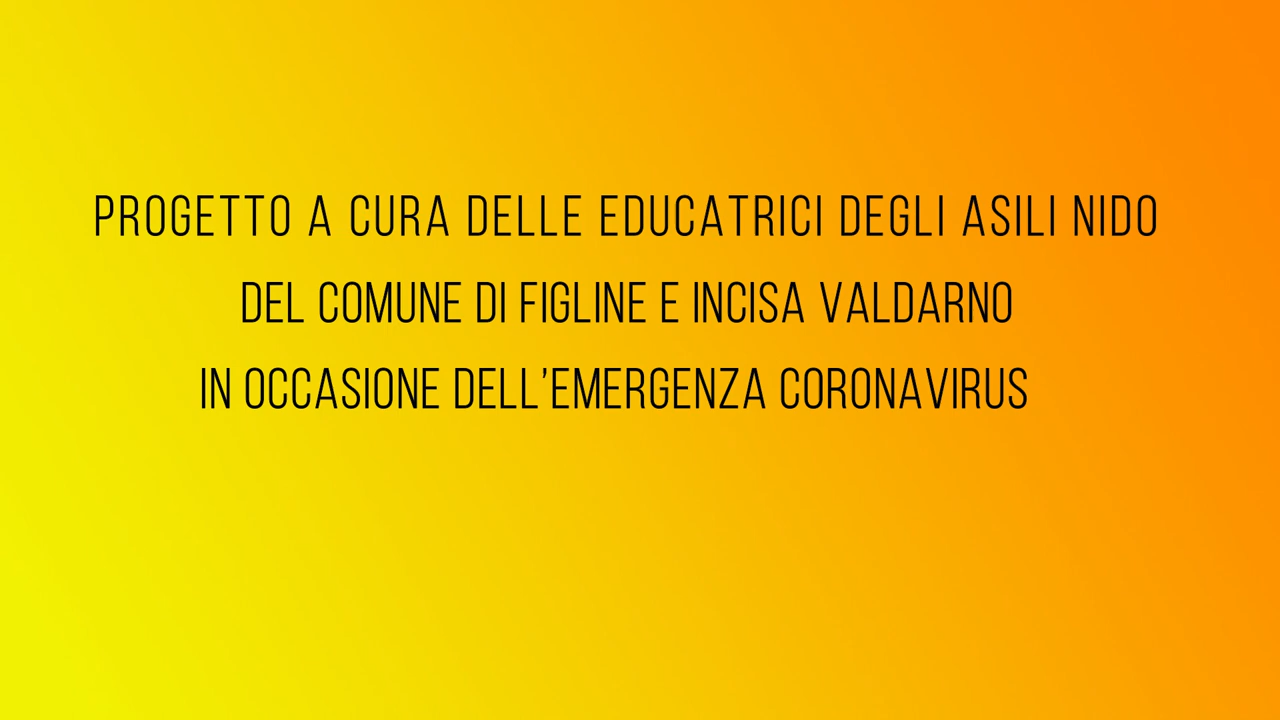 PROGETTO A CURA DELLE EDUCATRICI DEGLI ASILI NIDO
DEL COMUNE DI FIGLINE E INCISA VALDARNO
IN OCCASIONE DELL'EMERGENZA CORONAVIRUS